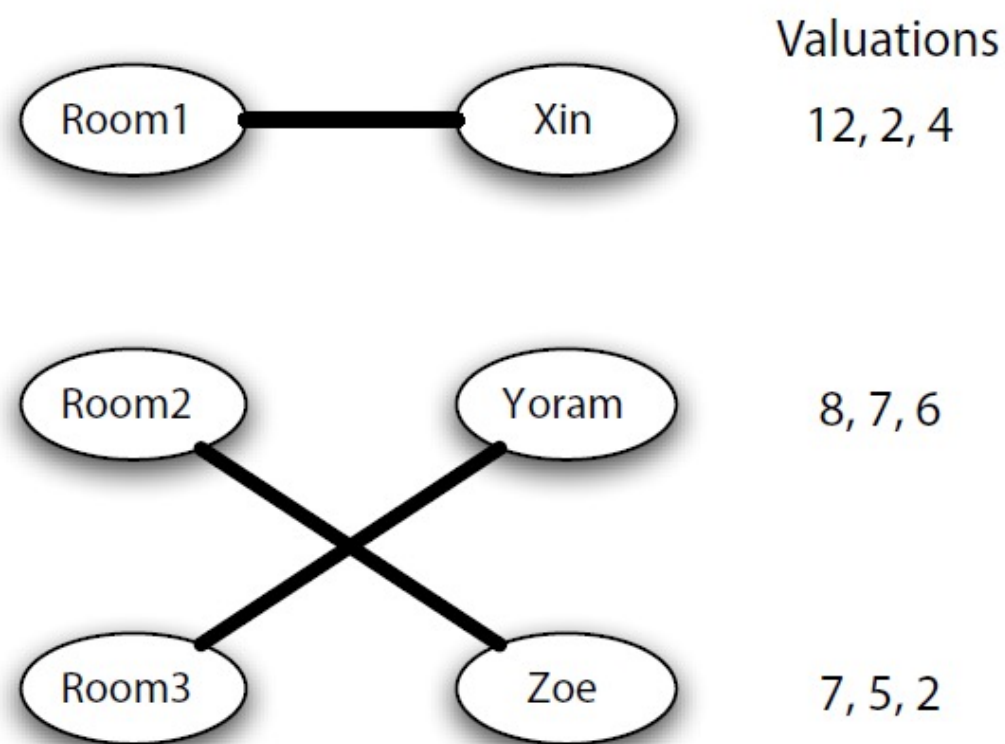 Valuations
Room1 Xin 12, 2, 4
Room2 Yoram 8, 7, 6
Room3 Zoe 7, 5, 2